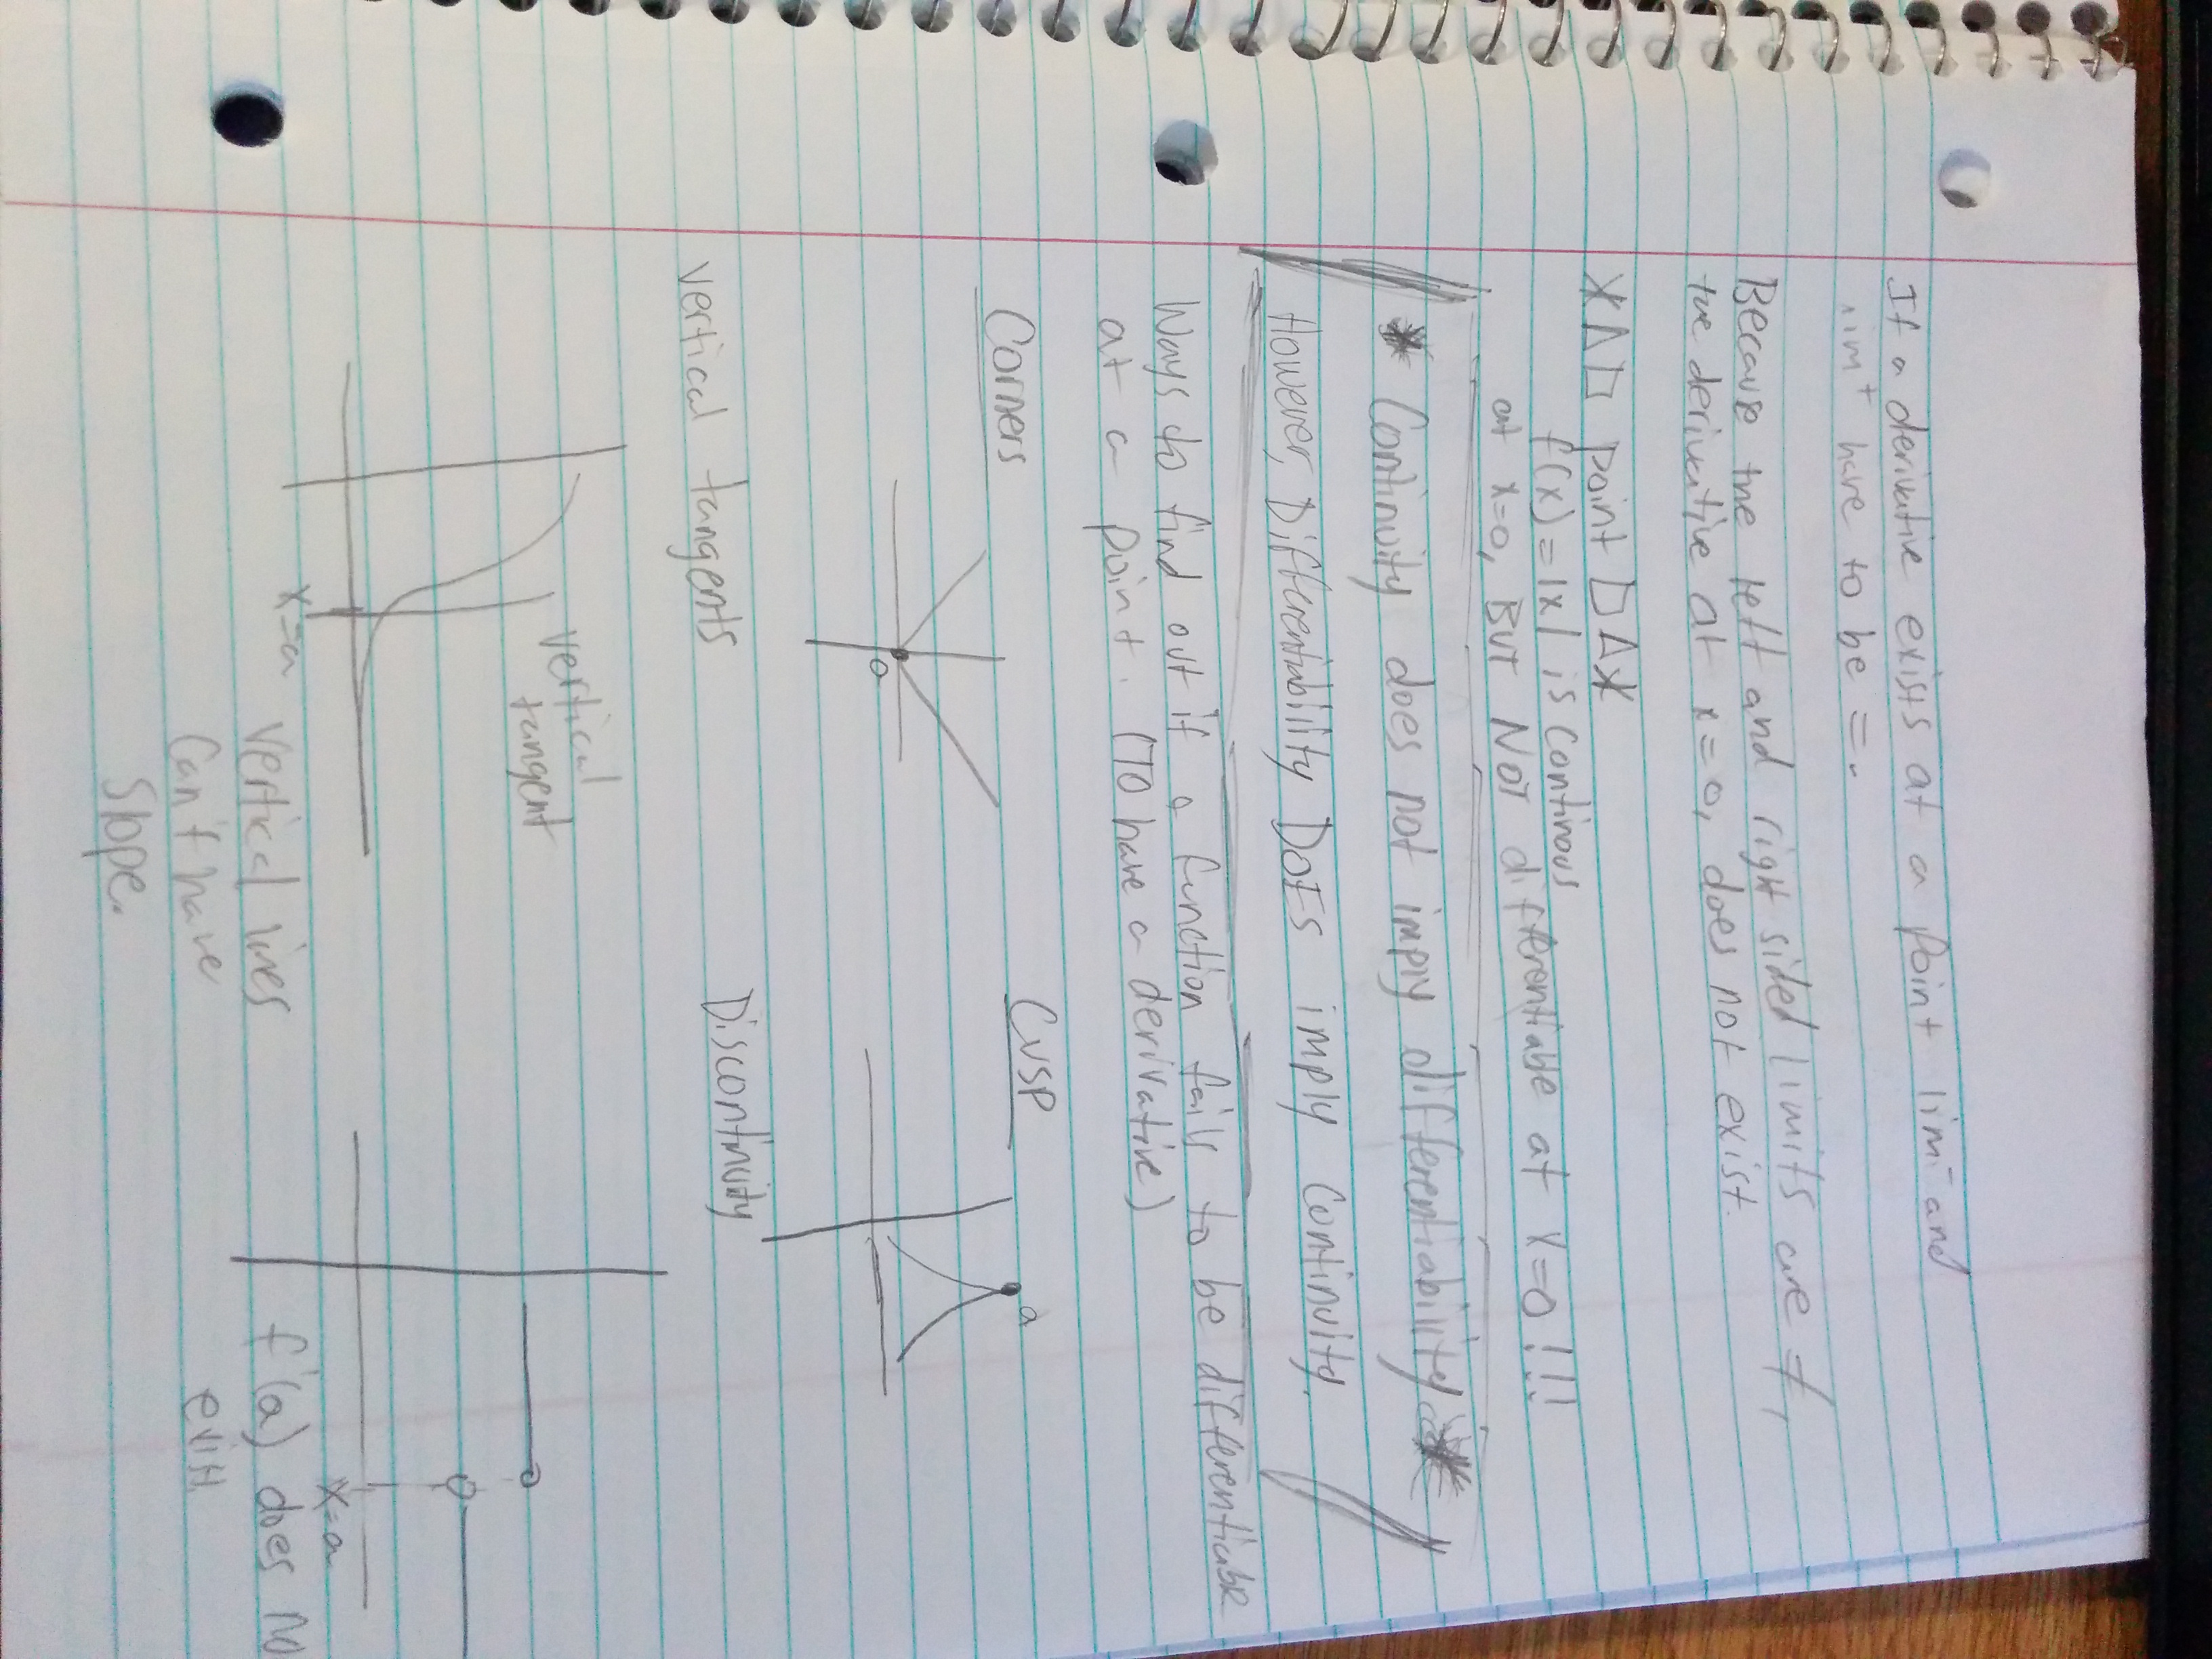 If a derivative exists at a point lim⁻ and
lim⁺ have to be =.
Because the left and right sided limits are ≠,
the derivative at x=0, does not exist.
point
f(x)=|x| is continous
at x=0, BUT NOT differentiable at x=0!!!
* Continuity does not imply differentiability *
However, Differentiability DOES imply continuity.
Ways to find out if a function fails to be differentiable
at a point. (To have a derivative)
Corners
Cusp
0
a
vertical tangents
Discontinuity
vertical
tangent
x=a
x=a
vertical lines
can't have
slope.
f'(a) does no
exist